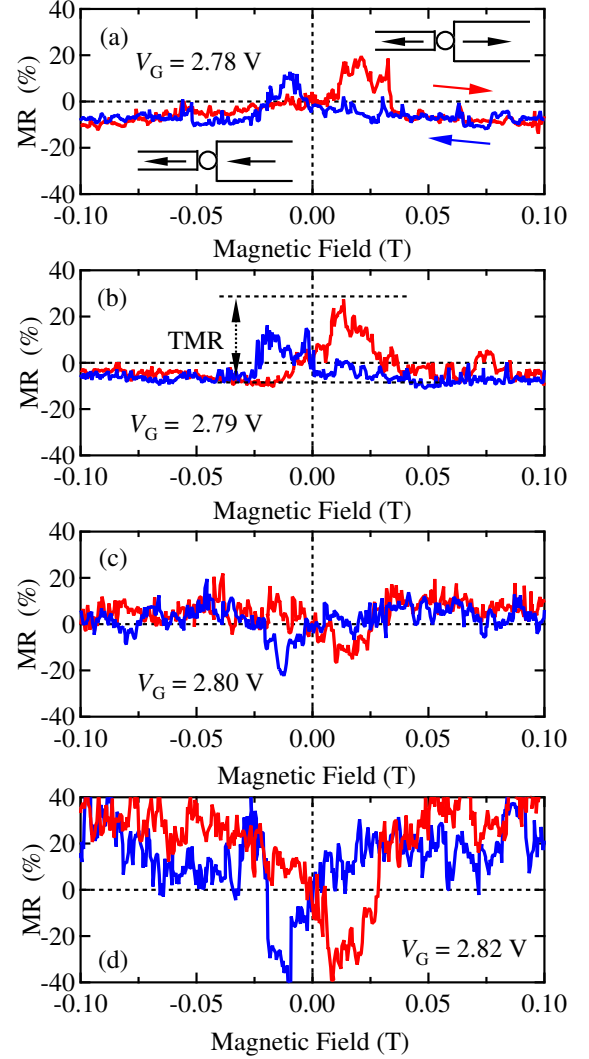 40
(a)
20
V_G = 2.78 V
MR (%)
0
-20
-40
-0.10 -0.05 0.00 0.05 0.10
Magnetic Field (T)
40
(b)
20
TMR
MR (%)
0
-20
V_G = 2.79 V
-40
-0.10 -0.05 0.00 0.05 0.10
Magnetic Field (T)
40
(c)
20
MR (%)
0
-20
V_G = 2.80 V
-40
-0.10 -0.05 0.00 0.05 0.10
Magnetic Field (T)
40
20
MR (%)
0
-20
V_G = 2.82 V
(d)
-40
-0.10 -0.05 0.00 0.05 0.10
Magnetic Field (T)